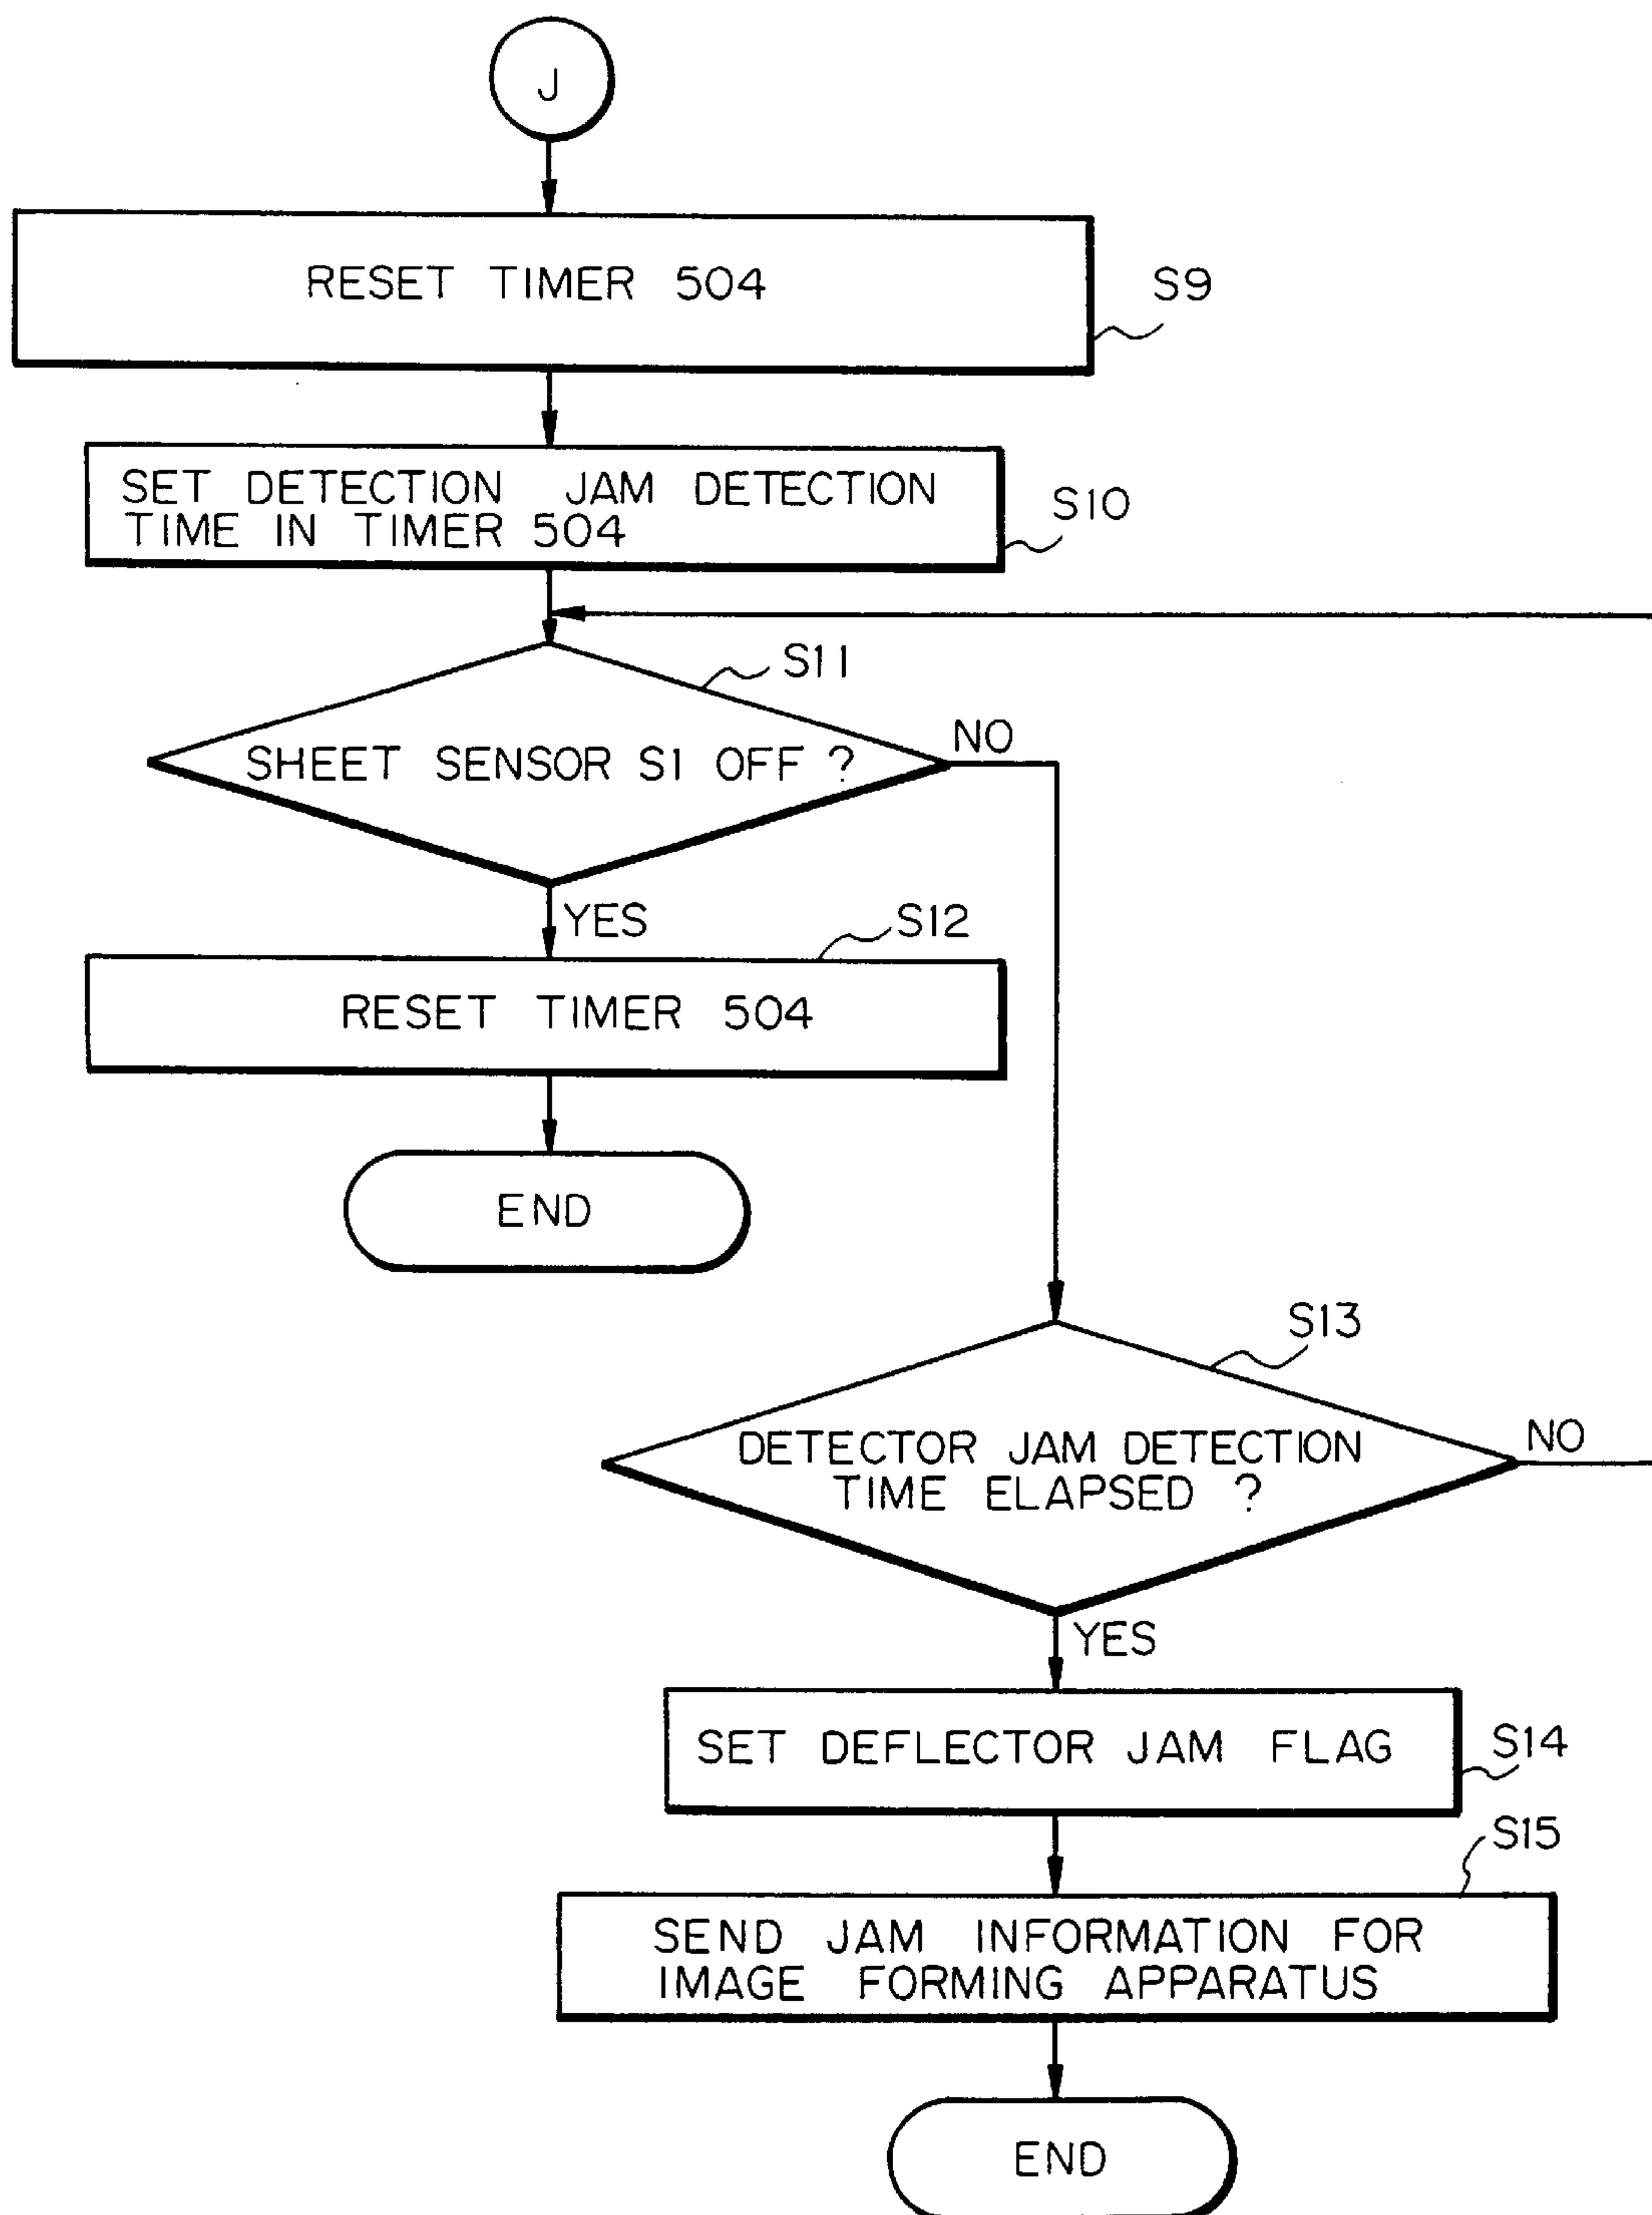 J
RESET TIMER 504
S9
SET DETECTION JAM DETECTION
TIME IN TIMER 504
S10
S11
SHEET SENSOR S1 OFF ?
NO
YES
S12
RESET TIMER 504
END
S13
DETECTOR JAM DETECTION
TIME ELAPSED ?
NO
YES
SET DEFLECTOR JAM FLAG
S14
S15
SEND JAM INFORMATION FOR
IMAGE FORMING APPARATUS
END